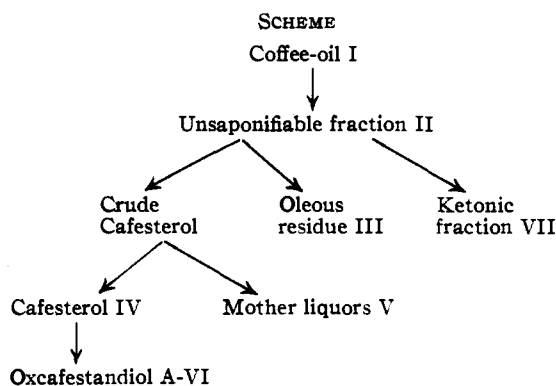 SCHEME
Coffee-oil I
Unsaponifiable fraction II
Crude
Cafesterol
Oleous
residue III
Ketonic
fraction VII
Cafesterol IV
Mother liquors V
Oxcafestandiol A-VI